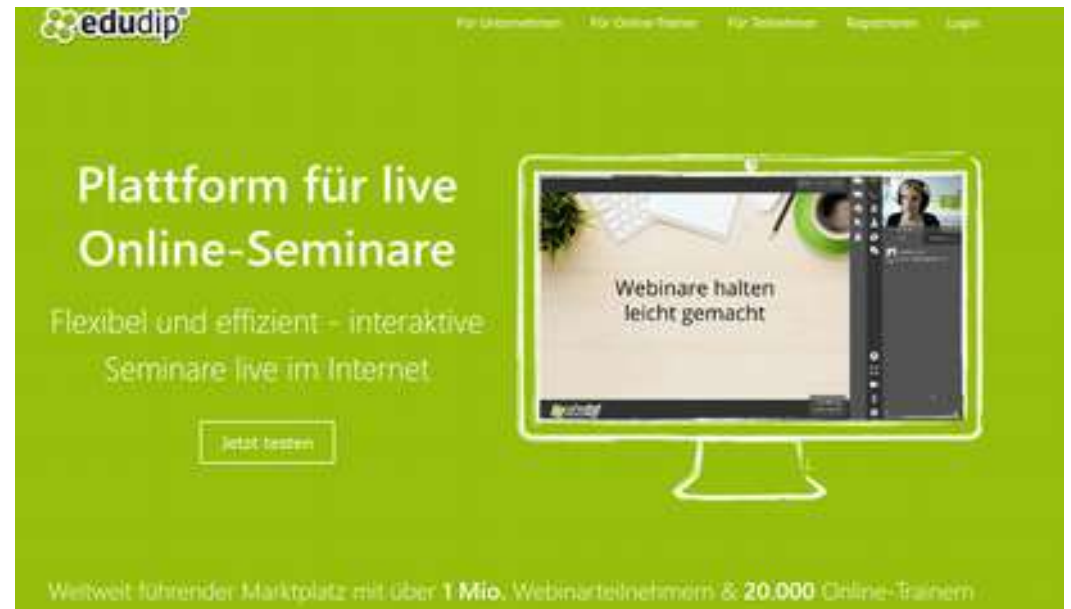 edudip
Für Unternehmen Für Online-Trainer Für Teilnehmer Registrieren Login
Plattform für live
Online-Seminare
Flexibel und effizient - interaktive
Seminare live im Internet
Jetzt testen
Webinare halten
leicht gemacht
edudip
Weltweit führender Marktplatz mit über 1 Mio. Webinarteilnehmern & 20.000 Online-Trainern